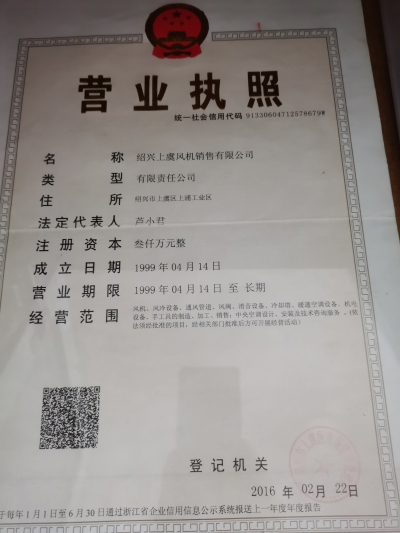 营业执照
统一社会信用代码 91330604712578679W
名称 绍兴上虞风机销售有限公司
类型 有限责任公司
住所 绍兴市上虞区上浦工业区
法定代表人 芦小君
注册资本 叁仟万元整
成立日期 1999年04月14日
营业期限 1999年04月14日至长期
经营范围 风机、风冷设备、通风管道、风阀、消音设备、冷却塔、暖通空调设备、机电
设备、手工具的制造、加工、销售；中央空调设计、安装及技术咨询服务。（依
法须经批准的项目，经相关部门批准后方可开展经营活动）
登记机关
2016年02月22日
于每年1月1日至6月30日通过浙江省企业信用信息公示系统报送上一年度年度报告